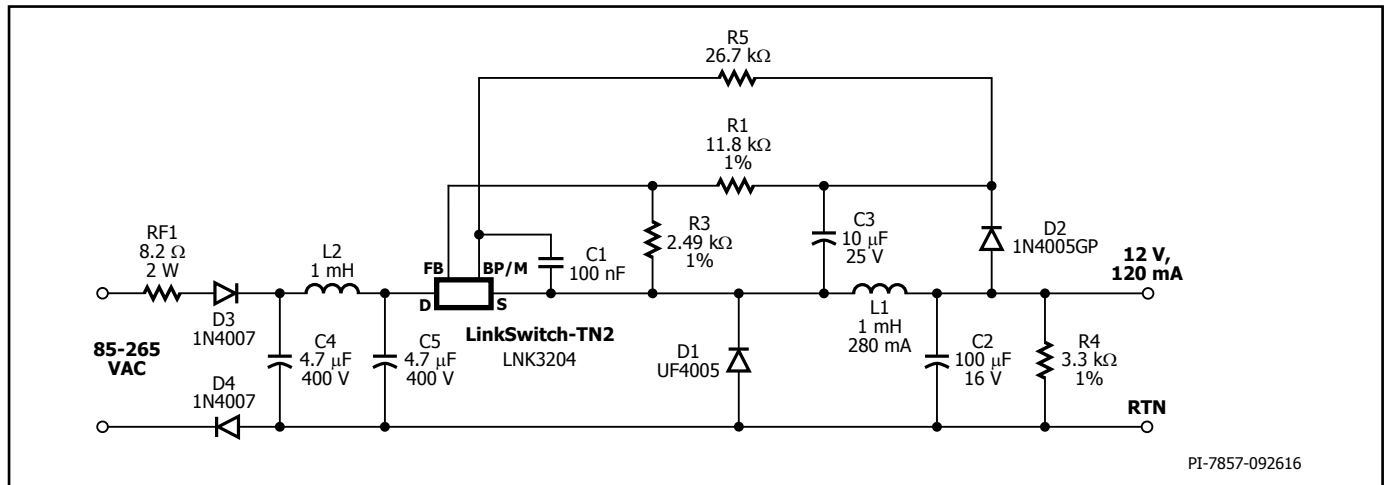 R5
26.7 kΩ
R1
11.8 kΩ
1%
RF1
8.2 Ω
2 W
L2
1 mH
FB
BP/M
D
S
C1
100 nF
R3
2.49 kΩ
1%
C3
10 μF
25 V
D2
1N4005GP
12 V,
120 mA
D3
1N4007
LinkSwitch-TN2
LNK3204
L1
1 mH
280 mA
85-265
VAC
C4
4.7 μF
400 V
C5
4.7 μF
400 V
D1
UF4005
C2
100 μF
16 V
R4
3.3 kΩ
1%
D4
1N4007
RTN
PI-7857-092616